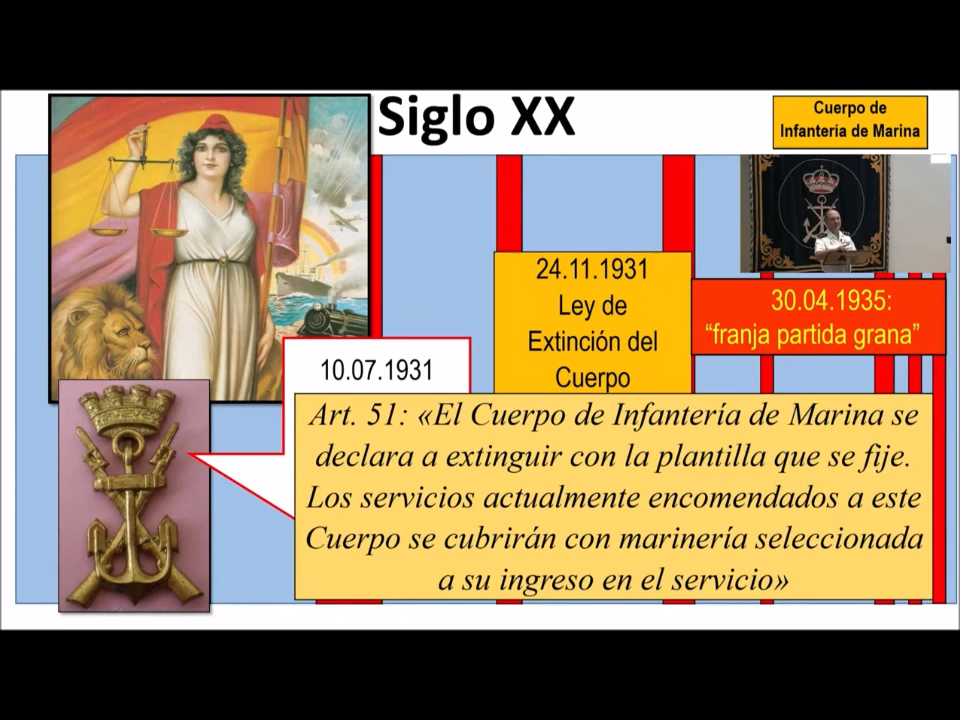 Siglo XX
Cuerpo de
Infantería de Marina
24.11.1931
Ley de
Extinción del
Cuerpo
30.04.1935:
“franja partida grana”
10.07.1931
Art. 51: «El Cuerpo de Infantería de Marina se
declara a extinguir con la plantilla que se fije.
Los servicios actualmente encomendados a este
Cuerpo se cubrirán con marinería seleccionada
a su ingreso en el servicio»